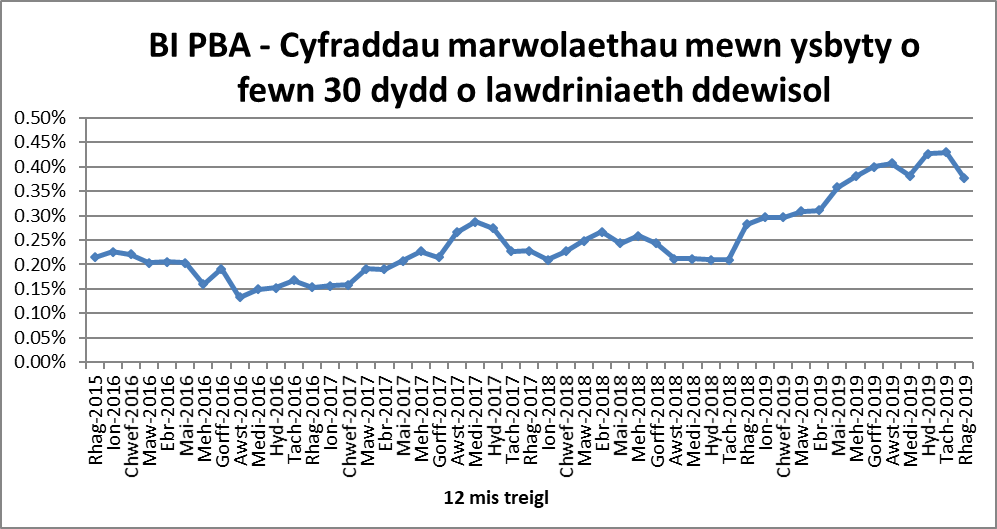 BI PBA - Cyfraddau marwolaethau mewn ysbyty o
fewn 30 dydd o lawdriniaeth ddewisol
0.50%
0.45%
0.40%
0.35%
0.30%
0.25%
0.20%
0.15%
0.10%
0.05%
0.00%
Rhag-2015
Ion-2016
Chwef-2016
Maw-2016
Ebr-2016
Mai-2016
Meh-2016
Gorff-2016
Awst-2016
Medi-2016
Hyd-2016
Tach-2016
Rhag-2016
Ion-2017
Chwef-2017
Maw-2017
Ebr-2017
Mai-2017
Meh-2017
Gorff-2017
Awst-2017
Medi-2017
Hyd-2017
Tach-2017
Rhag-2017
Ion-2018
Chwef-2018
Maw-2018
Ebr-2018
Mai-2018
Meh-2018
Gorff-2018
Awst-2018
Medi-2018
Hyd-2018
Tach-2018
Rhag-2018
Ion-2019
Chwef-2019
Maw-2019
Ebr-2019
Mai-2019
Meh-2019
Gorff-2019
Awst-2019
Medi-2019
Hyd-2019
Tach-2019
Rhag-2019
12 mis treigl